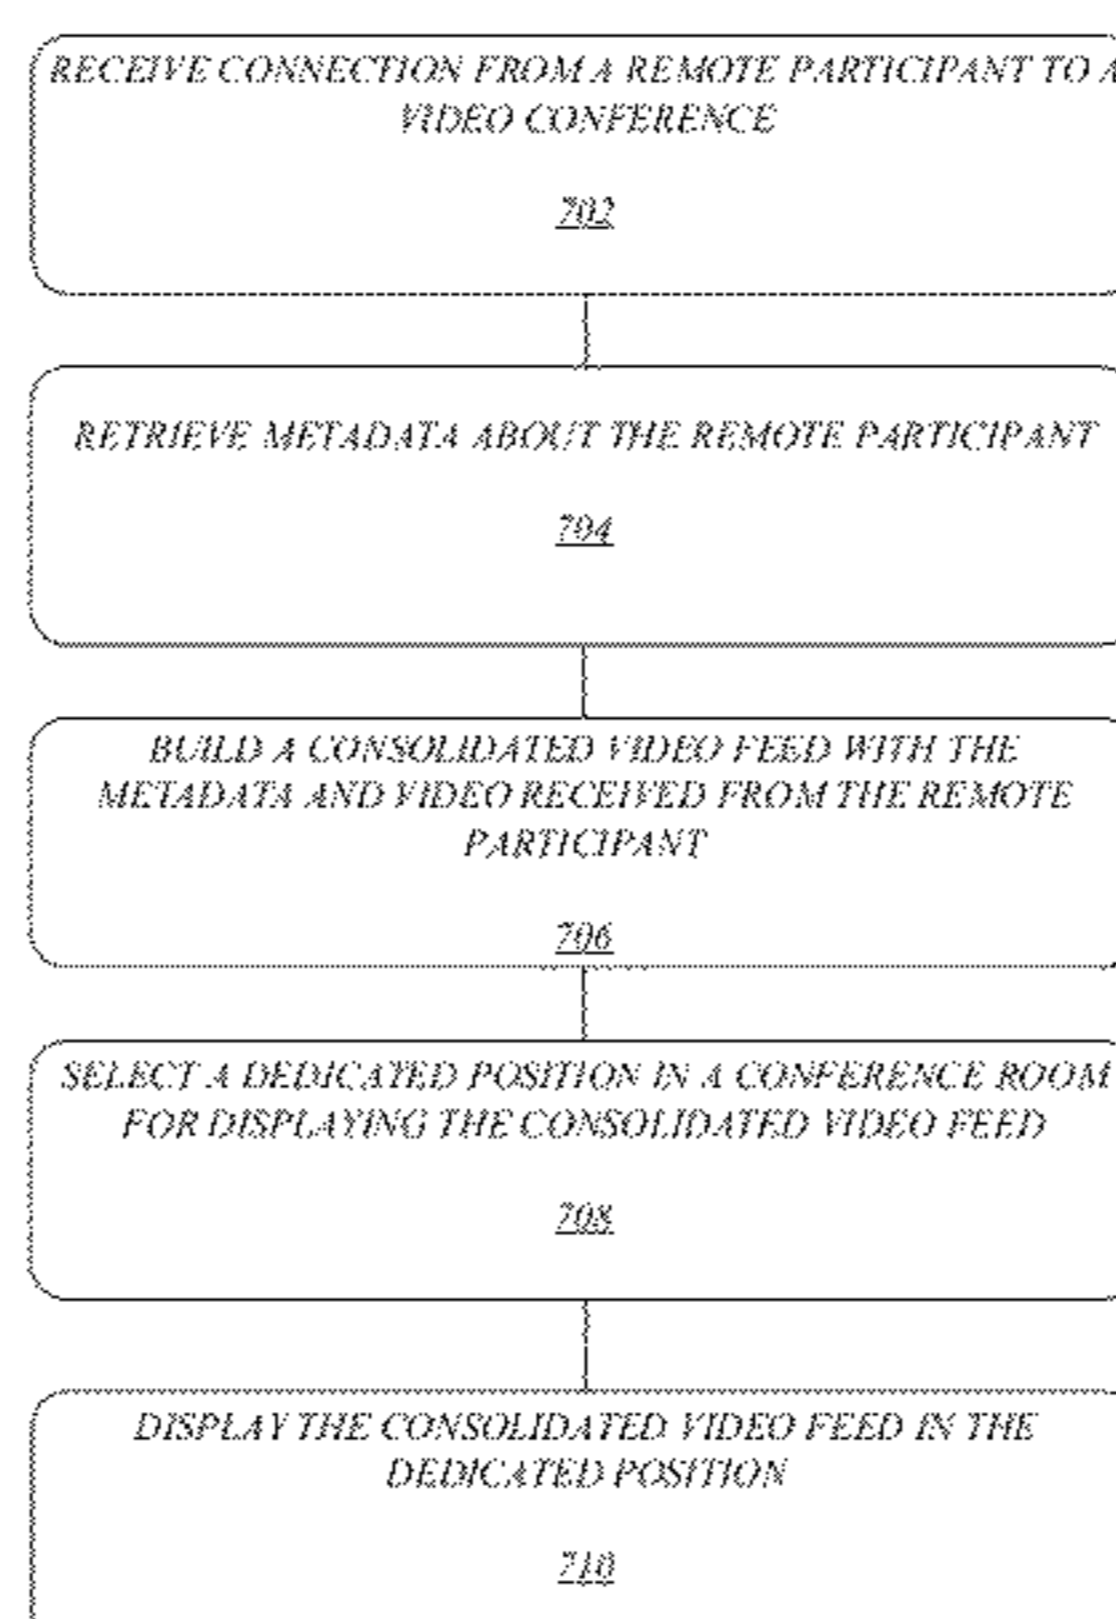 RECEIVE CONNECTION FROM A REMOTE PARTICIPANT TO A
VIDEO CONFERENCE
702
RETRIEVE METADATA ABOUT THE REMOTE PARTICIPANT
704
BUILD A CONSOLIDATED VIDEO FEED WITH THE
METADATA AND VIDEO RECEIVED FROM THE REMOTE
PARTICIPANT
706
SELECT A DEDICATED POSITION IN A CONFERENCE ROOM
FOR DISPLAYING THE CONSOLIDATED VIDEO FEED
708
DISPLAY THE CONSOLIDATED VIDEO FEED IN THE
DEDICATED POSITION
710